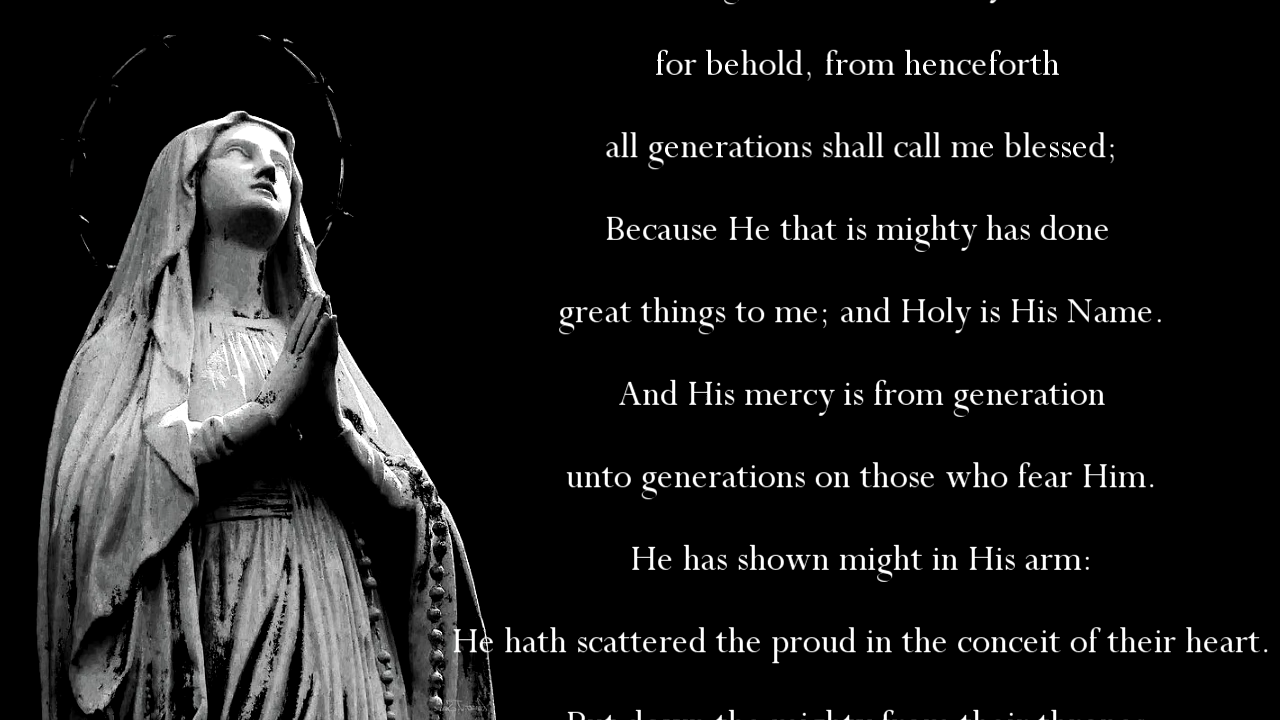 for behold, from henceforth
all generations shall call me blessed;
Because He that is mighty has done
great things to me; and Holy is His Name.
And His mercy is from generation
unto generations on those who fear Him.
He has shown might in His arm:
He hath scattered the proud in the conceit of their heart.